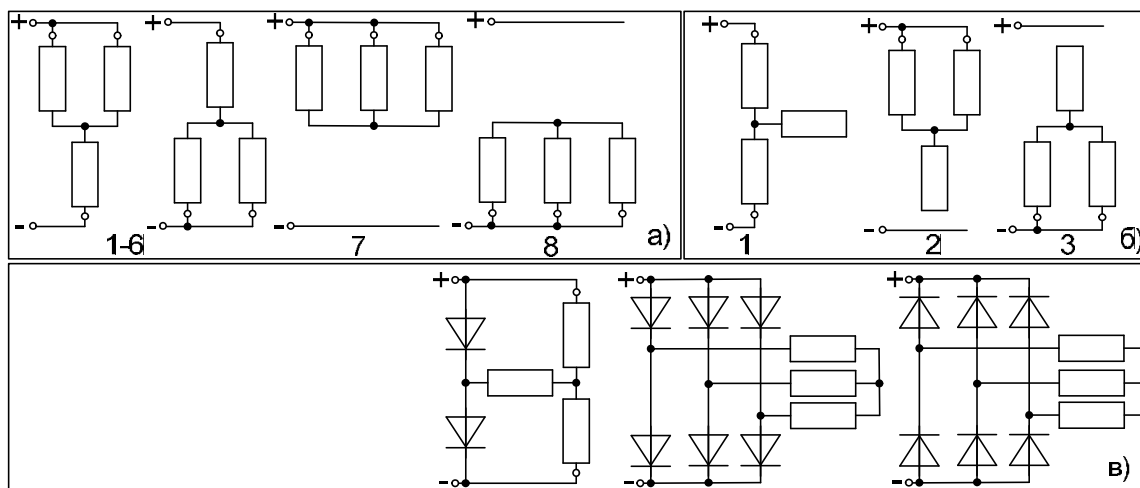 + + + +
- - - -
1-6 7 8 а)
+ + +
- - -
1 2 3 б)
+ + +
- - -
в)